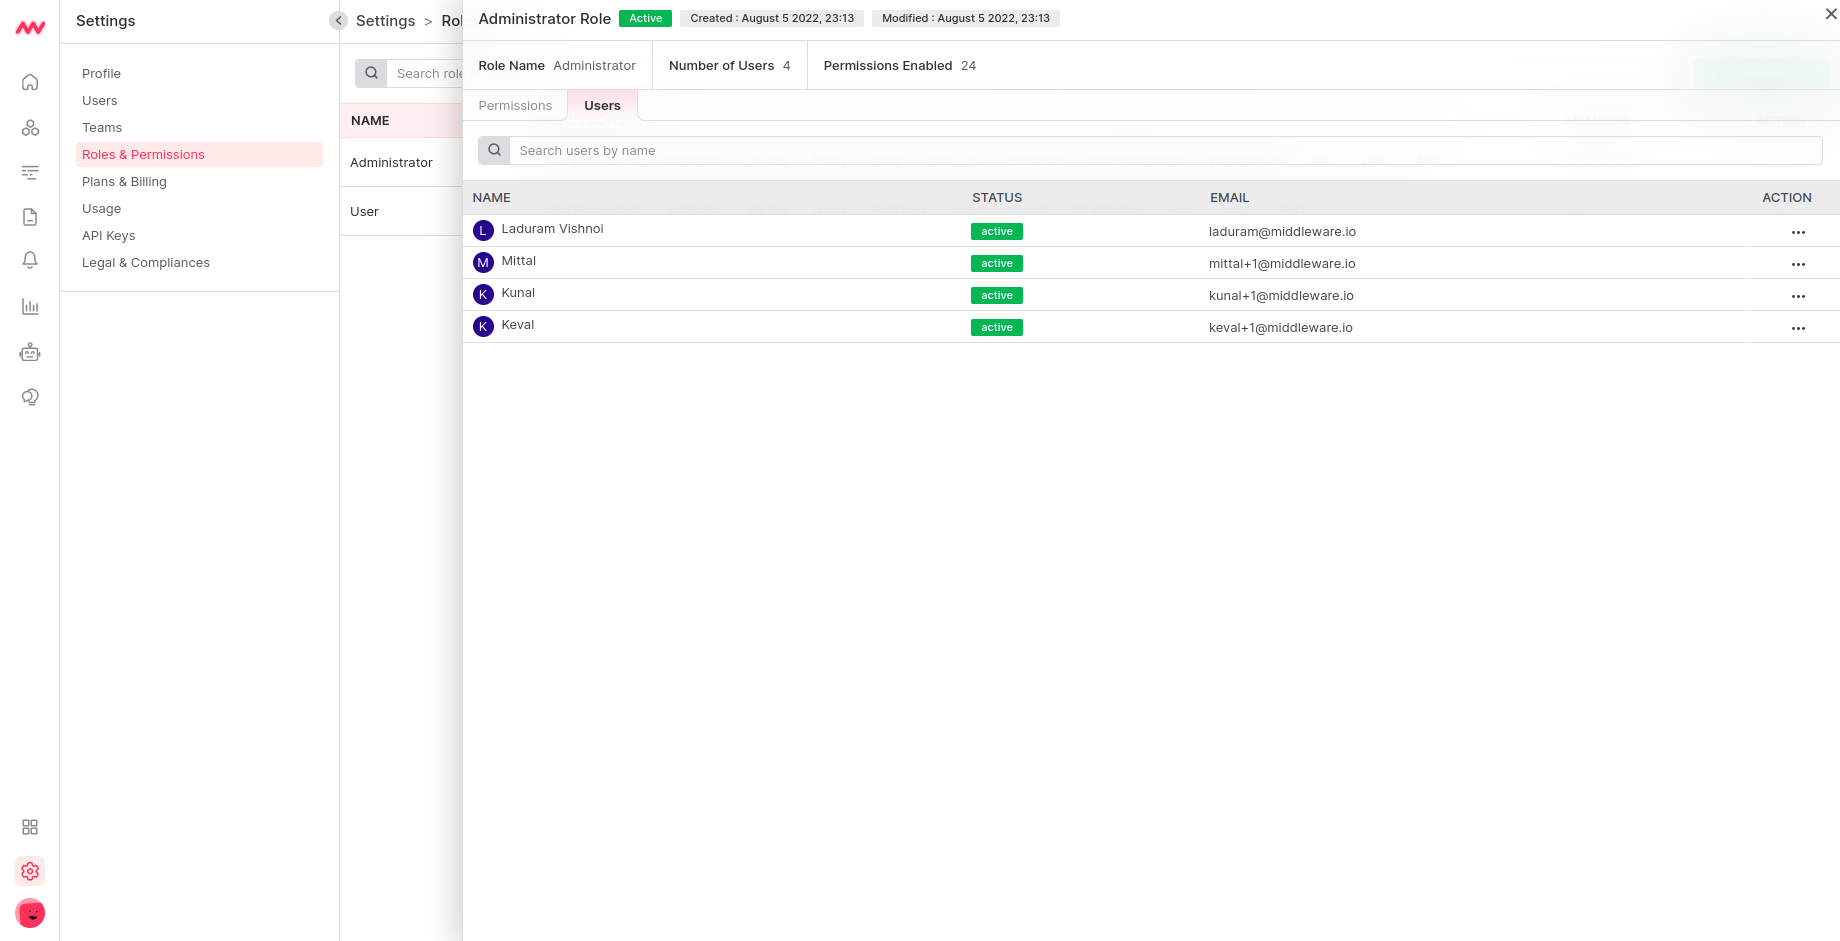 Settings
Profile
Users
Teams
Roles & Permissions
Plans & Billing
Usage
API Keys
Legal & Compliances
Settings > Rol
Search role
NAME
Administrator
User
Administrator Role Active Created : August 5 2022, 23:13 Modified : August 5 2022, 23:13
Role Name Administrator Number of Users 4 Permissions Enabled 24
Permissions Users
Search users by name
NAME STATUS EMAIL ACTION
L Laduram Vishnoi active laduram@middleware.io
M Mittal active mittal+1@middleware.io
K Kunal active kunal+1@middleware.io
K Keval active keval+1@middleware.io